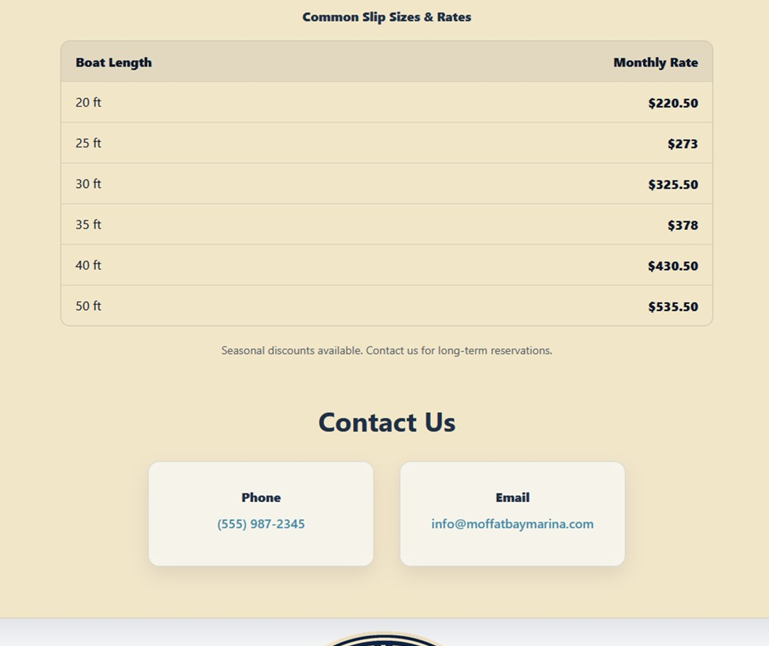 Common Slip Sizes & Rates
Boat Length Monthly Rate
20 ft $220.50
25 ft $273
30 ft $325.50
35 ft $378
40 ft $430.50
50 ft $535.50
Seasonal discounts available. Contact us for long-term reservations.
Contact Us
Phone
(555) 987-2345
Email
info@moffatbaymarina.com